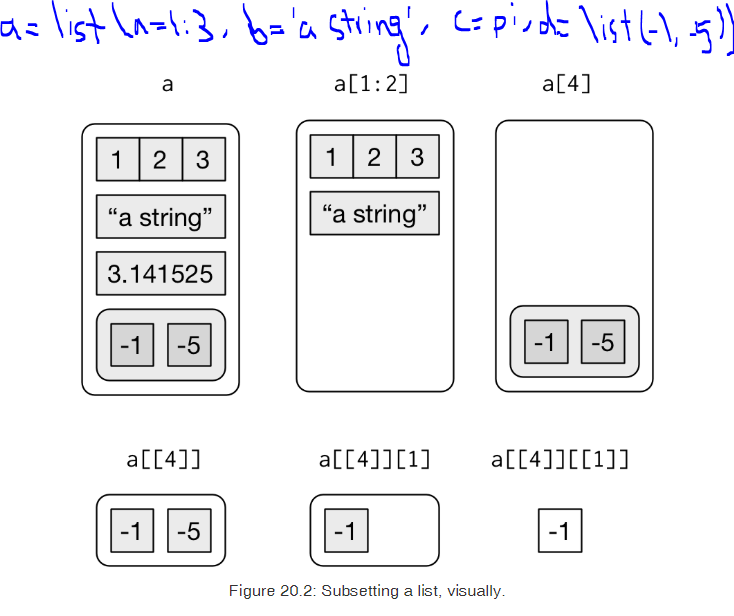 a = list(a=1:3, b='a string', c=pi, d= list(-1, -5))
a a[1:2] a[4]
1 2 3 1 2 3
“a string” “a string”
3.141525
-1 -5 -1 -5
a[[4]] a[[4]][1] a[[4]][[1]]
-1 -5 -1 -1
Figure 20.2: Subsetting a list, visually.